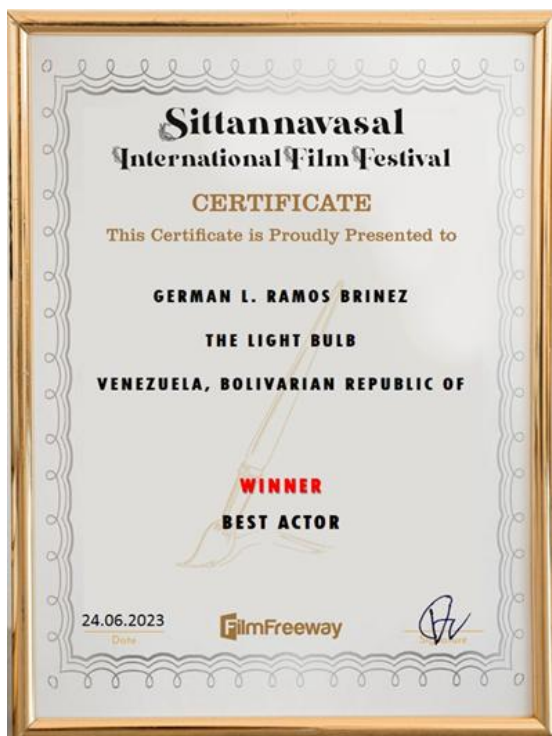 Sittannavasal
International Film Festival
CERTIFICATE
This Certificate is Proudly Presented to
GERMAN L. RAMOS BRINEZ
THE LIGHT BULB
VENEZUELA, BOLIVARIAN REPUBLIC OF
WINNER
BEST ACTOR
24.06.2023
Date
FilmFreeway
Signature